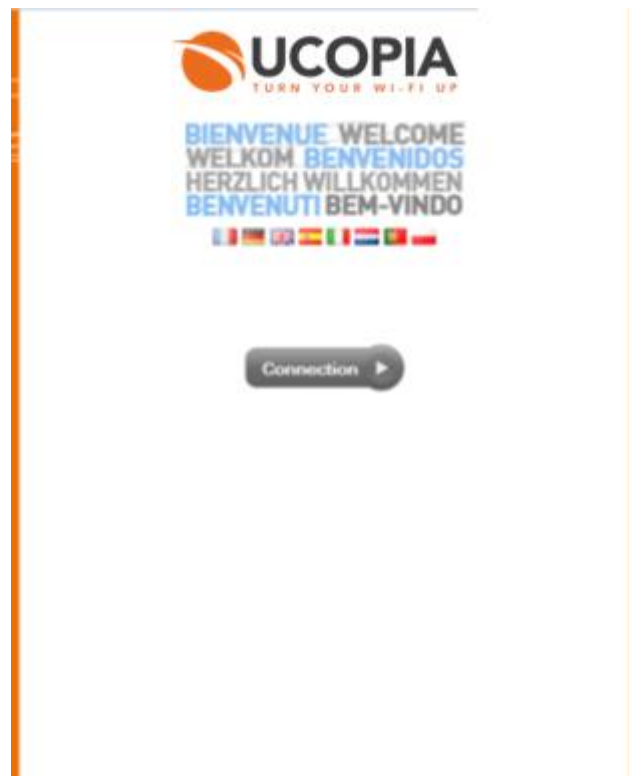 UCOPIA
TURN YOUR WI-FI UP
BIENVENUE WELCOME
WELKOM BENVENIDOS
HERZLICH WILLKOMMEN
BENVENUTI BEM-VINDO
Connection